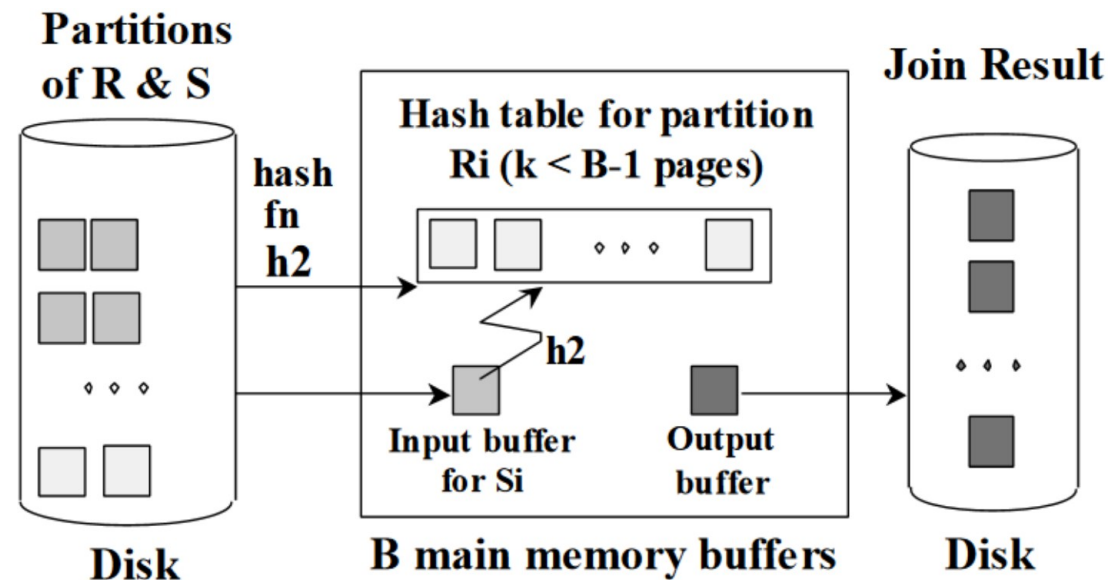 Partitions
of R & S
hash
fn
h2
Disk
Hash table for partition
Ri (k < B-1 pages)
h2
Input buffer
for Si
Output
buffer
B main memory buffers
Join Result
Disk